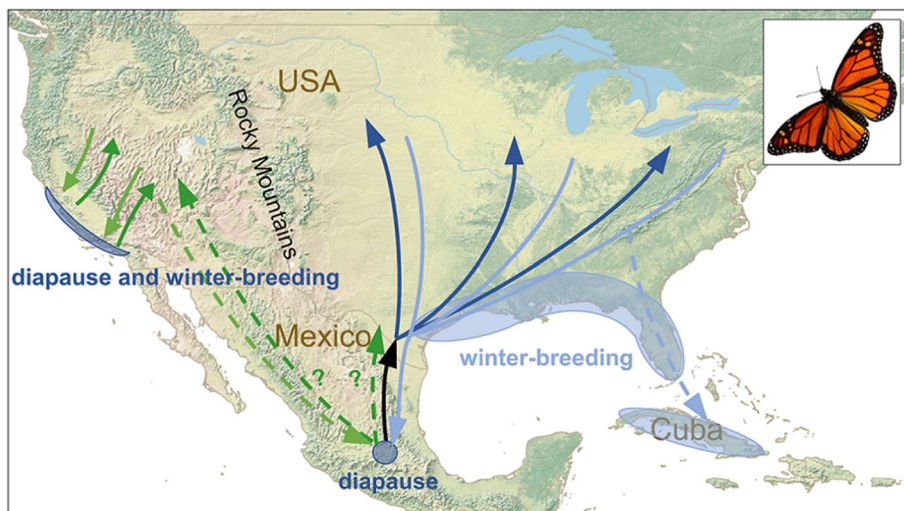 USA
Rocky Mountains
diapause and winter-breeding
Mexico
winter-breeding
? ?
Cuba
diapause